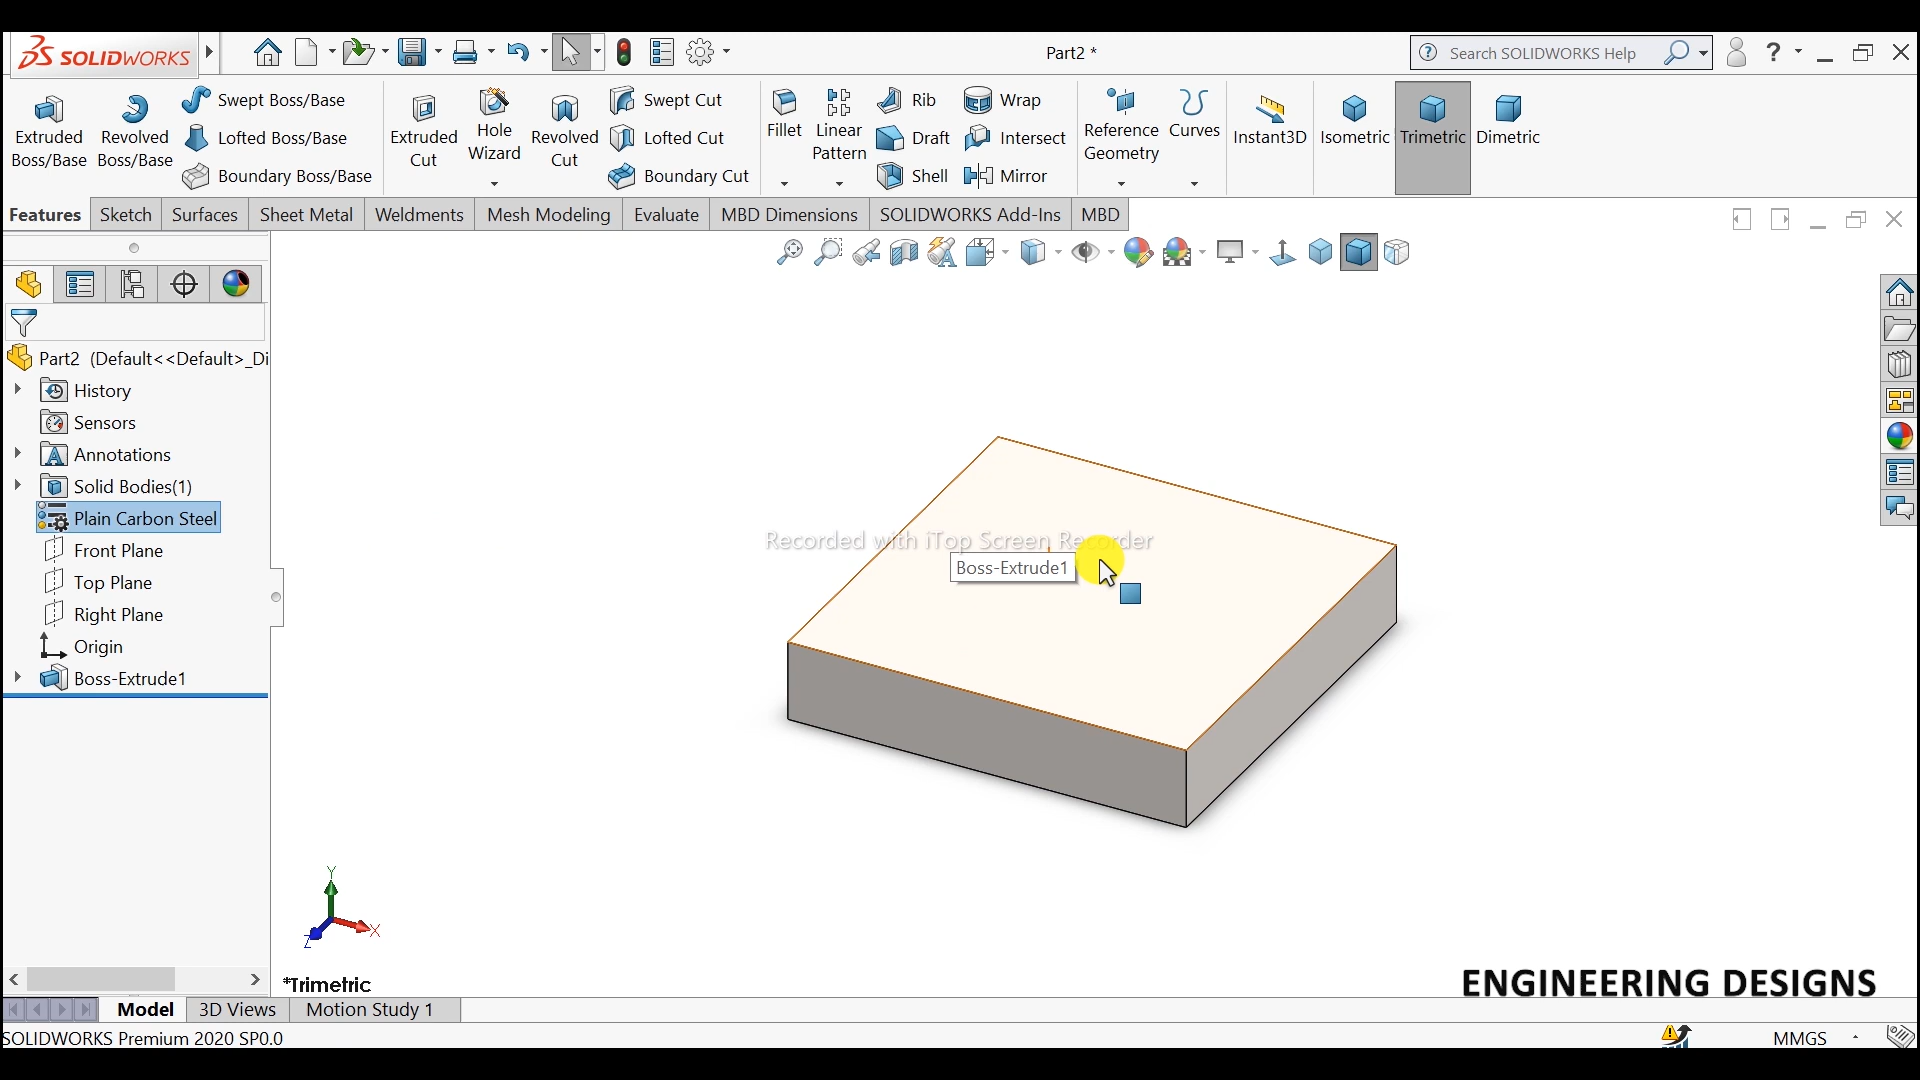 SOLIDWORKS
Part2 *
Search SOLIDWORKS Help
Extruded Boss/Base
Revolved Boss/Base
Swept Boss/Base
Lofted Boss/Base
Boundary Boss/Base
Extruded Cut
Hole Wizard
Revolved Cut
Swept Cut
Lofted Cut
Boundary Cut
Fillet
Linear Pattern
Rib
Draft
Shell
Wrap
Intersect
Mirror
Reference Geometry
Curves
Instant3D
Isometric
Trimetric
Dimetric
Features
Sketch
Surfaces
Sheet Metal
Weldments
Mesh Modeling
Evaluate
MBD Dimensions
SOLIDWORKS Add-Ins
MBD
Part2 (Default<<Default>_Di
History
Sensors
Annotations
Solid Bodies(1)
Plain Carbon Steel
Front Plane
Top Plane
Right Plane
Origin
Boss-Extrude1
Recorded with iTop Screen Recorder
Boss-Extrude1
Y
X
Z
*Trimetric
ENGINEERING DESIGNS
Model
3D Views
Motion Study 1
SOLIDWORKS Premium 2020 SP0.0
MMGS